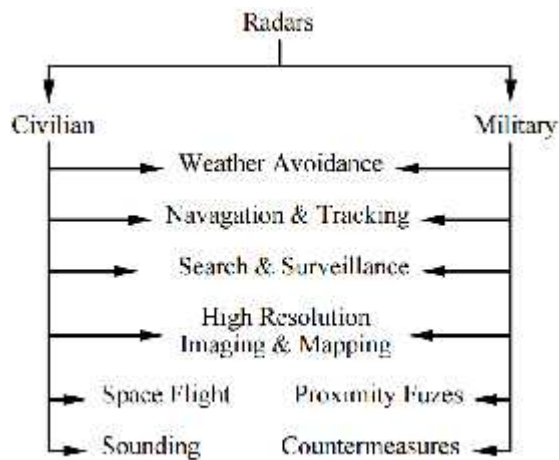 Radars
Civilian
Military
Weather Avoidance
Navagation & Tracking
Search & Surveillance
High Resolution
Imaging & Mapping
Space Flight
Proximity Fuzes
Sounding
Countermeasures